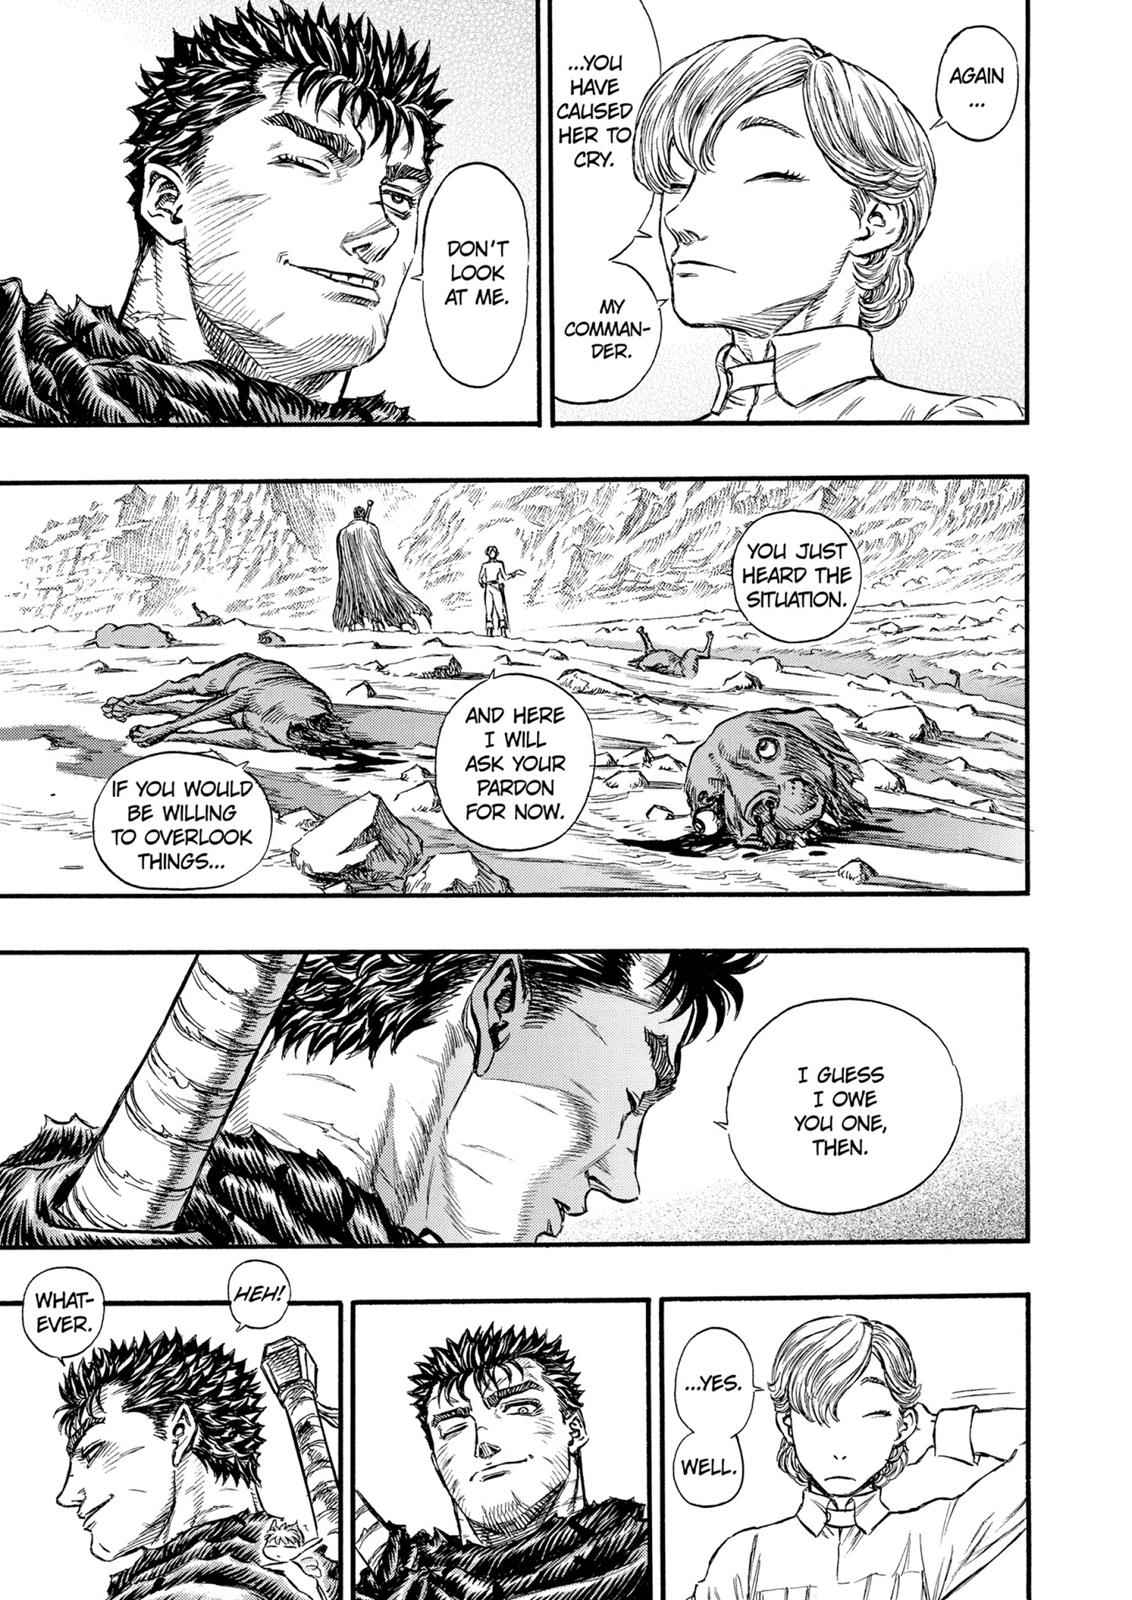 AGAIN
...
...YOU
HAVE
CAUSED
HER TO
CRY.
MY
COMMAN-
DER.
DON'T
LOOK
AT ME.
YOU JUST
HEARD THE
SITUATION.
AND HERE
I WILL
ASK YOUR
PARDON
FOR NOW.
IF YOU WOULD
BE WILLING
TO OVERLOOK
THINGS...
I GUESS
I OWE
YOU ONE,
THEN.
...YES.
WELL.
HEH!
WHAT-
EVER.